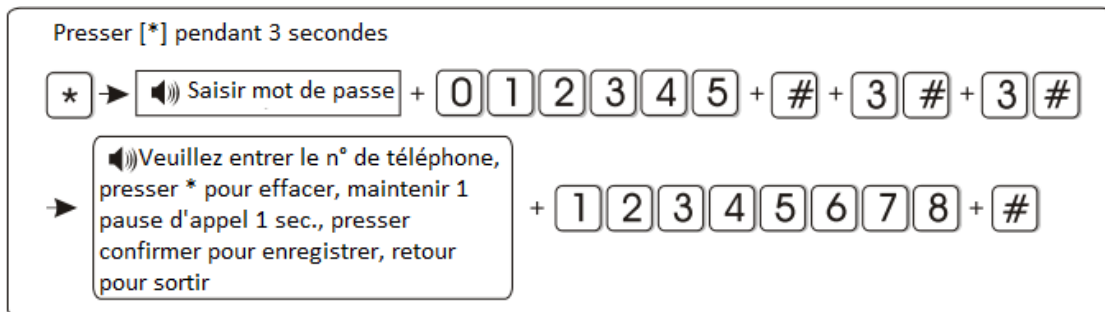 Presser [*] pendant 3 secondes
* Saisir mot de passe + 0 1 2 3 4 5 + # + 3 # + 3 #
Veuillez entrer le n° de téléphone,
presser * pour effacer, maintenir 1
pause d'appel 1 sec., presser
confirmer pour enregistrer, retour
pour sortir
+ 1 2 3 4 5 6 7 8 + #